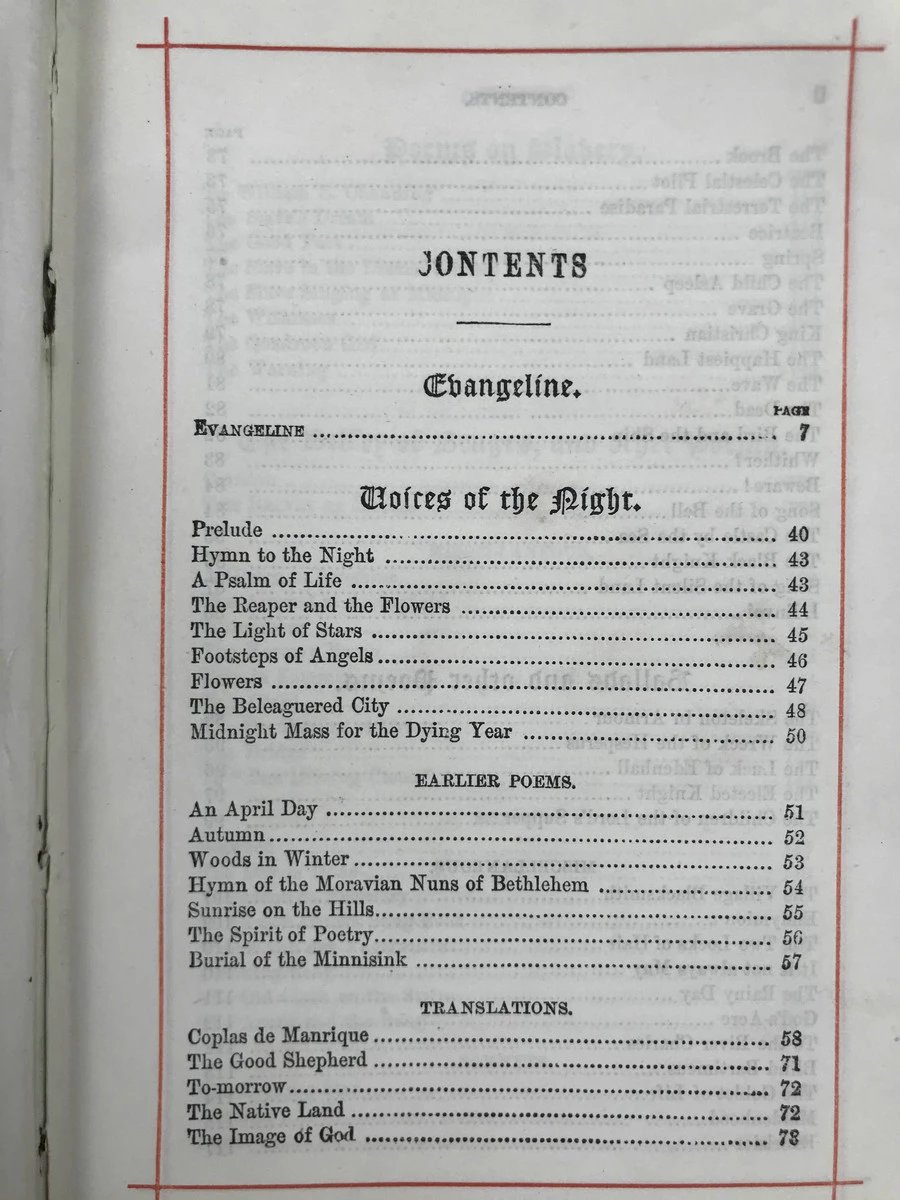 CONTENTS
Evangeline.
PAGE
EVANGELINE ........ 7
Voices of the Night.
Prelude ........ 40
Hymn to the Night ........ 43
A Psalm of Life ........ 43
The Reaper and the Flowers ........ 44
The Light of Stars ........ 45
Footsteps of Angels ........ 46
Flowers ........ 47
The Beleaguered City ........ 48
Midnight Mass for the Dying Year ........ 50
EARLIER POEMS.
An April Day ........ 51
Autumn ........ 52
Woods in Winter ........ 53
Hymn of the Moravian Nuns of Bethlehem ........ 54
Sunrise on the Hills ........ 55
The Spirit of Poetry ........ 56
Burial of the Minnisink ........ 57
TRANSLATIONS.
Coplas de Manrique ........ 58
The Good Shepherd ........ 71
To-morrow ........ 72
The Native Land ........ 72
The Image of God ........ 73